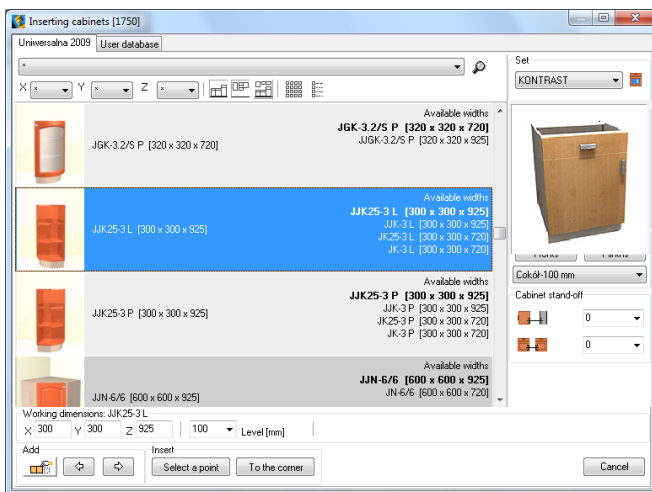 Inserting cabinets [1750]
Uniwersalna 2009 User database
*
X * Y * Z *
Set
KONTRAST
Available widths
JGK-3.2/S P [320 x 320 x 720]
JJGK-3.2/S P [320 x 320 x 925]
JGK-3.2/S P [320 x 320 x 720]
Available widths
JJK25-3 L [300 x 300 x 925]
JJK-3 L [300 x 300 x 925]
JJK25-3 L [300 x 300 x 925]
JK25-3 L [300 x 300 x 720]
JK-3 L [300 x 300 x 720]
Available widths
JJK25-3 P [300 x 300 x 925]
JJK-3 P [300 x 300 x 925]
JJK25-3 P [300 x 300 x 925]
JK25-3 P [300 x 300 x 720]
JK-3 P [300 x 300 x 720]
Available widths
JJN-6/6 [600 x 600 x 925]
JN-6/6 [600 x 600 x 720]
JJN-6/6 [600 x 600 x 925]
Cokół-100 mm
Cabinet stand-off
0
0
Working dimensions: JJK25-3 L
X 300 Y 300 Z 925 100 Level [mm]
Add
Insert
Select a point To the corner Cancel